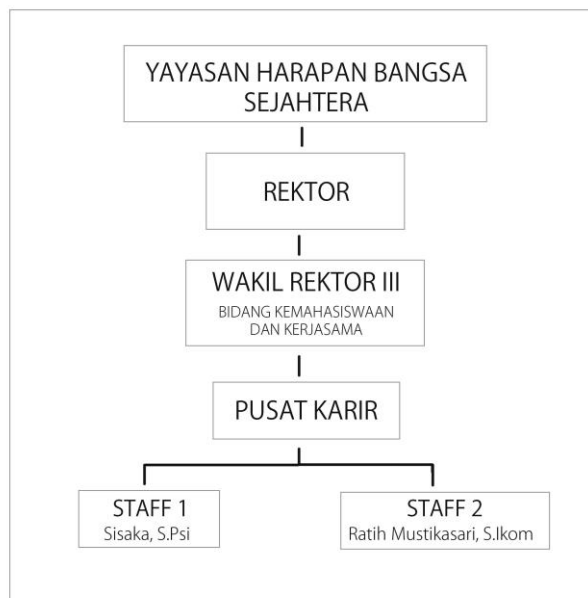 YAYASAN HARAPAN BANGSA
SEJAHTERA
REKTOR
WAKIL REKTOR III
BIDANG KEMAHASISWAAN
DAN KERJASAMA
PUSAT KARIR
STAFF 1
Sisaka, S.Psi
STAFF 2
Ratih Mustikasari, S.Ikom